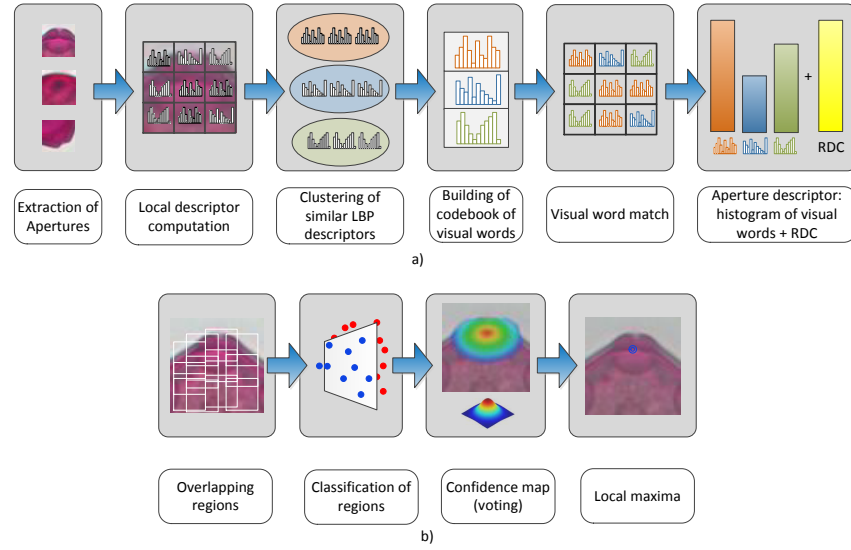 +
RDC
Extraction of
Apertures
Local descriptor
computation
Clustering of
similar LBP
descriptors
Building of
codebook of
visual words
Visual word match
Aperture descriptor:
histogram of visual
words + RDC
a)
Overlapping
regions
Classification of
regions
Confidence map
(voting)
Local maxima
b)